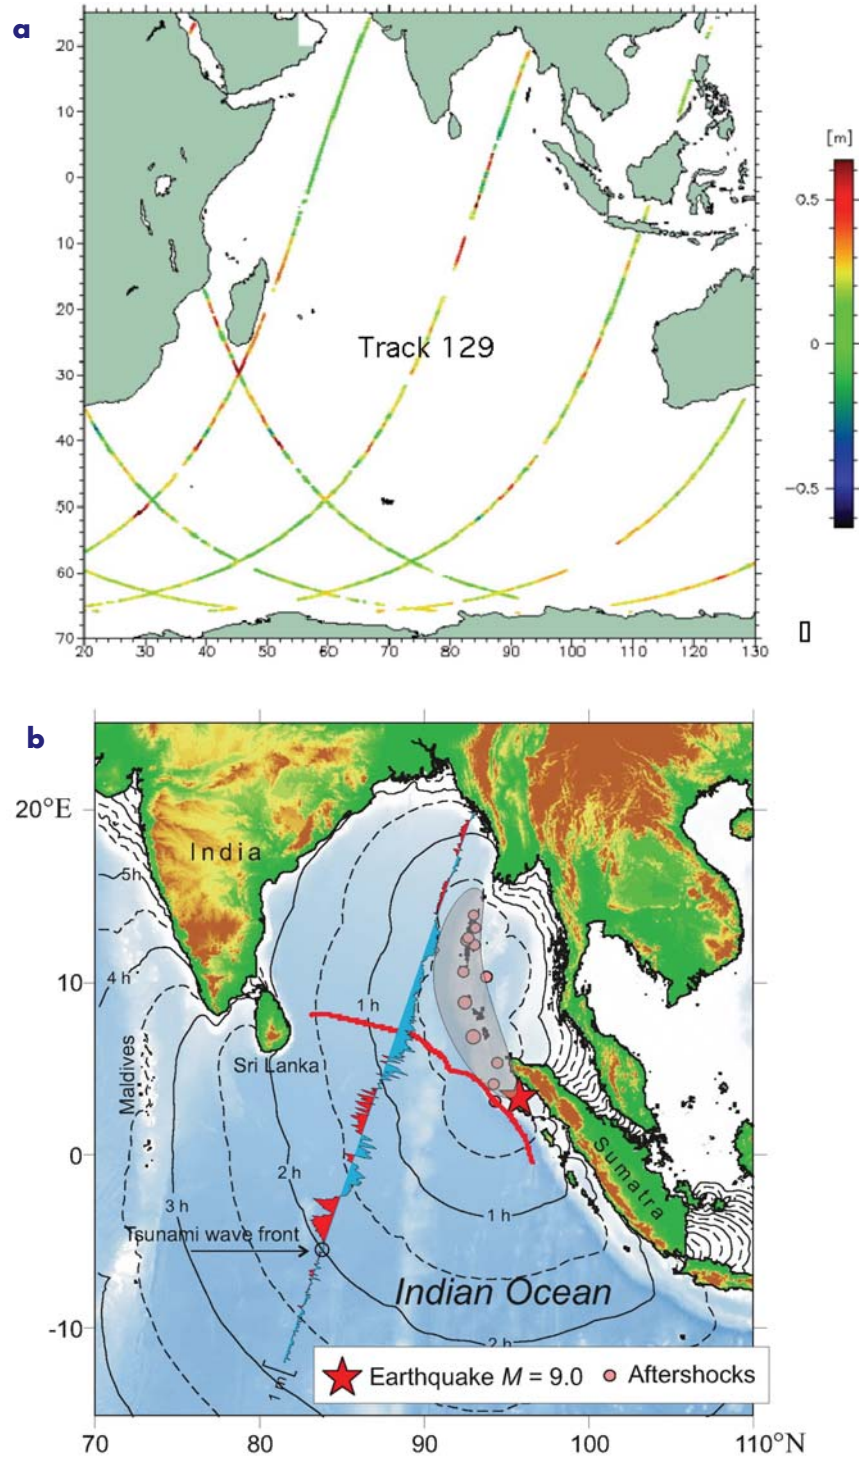 a
20
10
0
10
20
30
40
50
60
70
20 30 40 50 60 70 80 90 100 110 120 130
Track 129
[m]
0.5
0
-0.5
b
20°E
10
0
-10
70 80 90 100 110°N
India
5h
4 h
1 h
Sri Lanka
Maldives
2 h
3 h
1 h
Sumatra
Tsunami wave front
Indian Ocean
2 h
1 m
Earthquake M = 9.0
Aftershocks